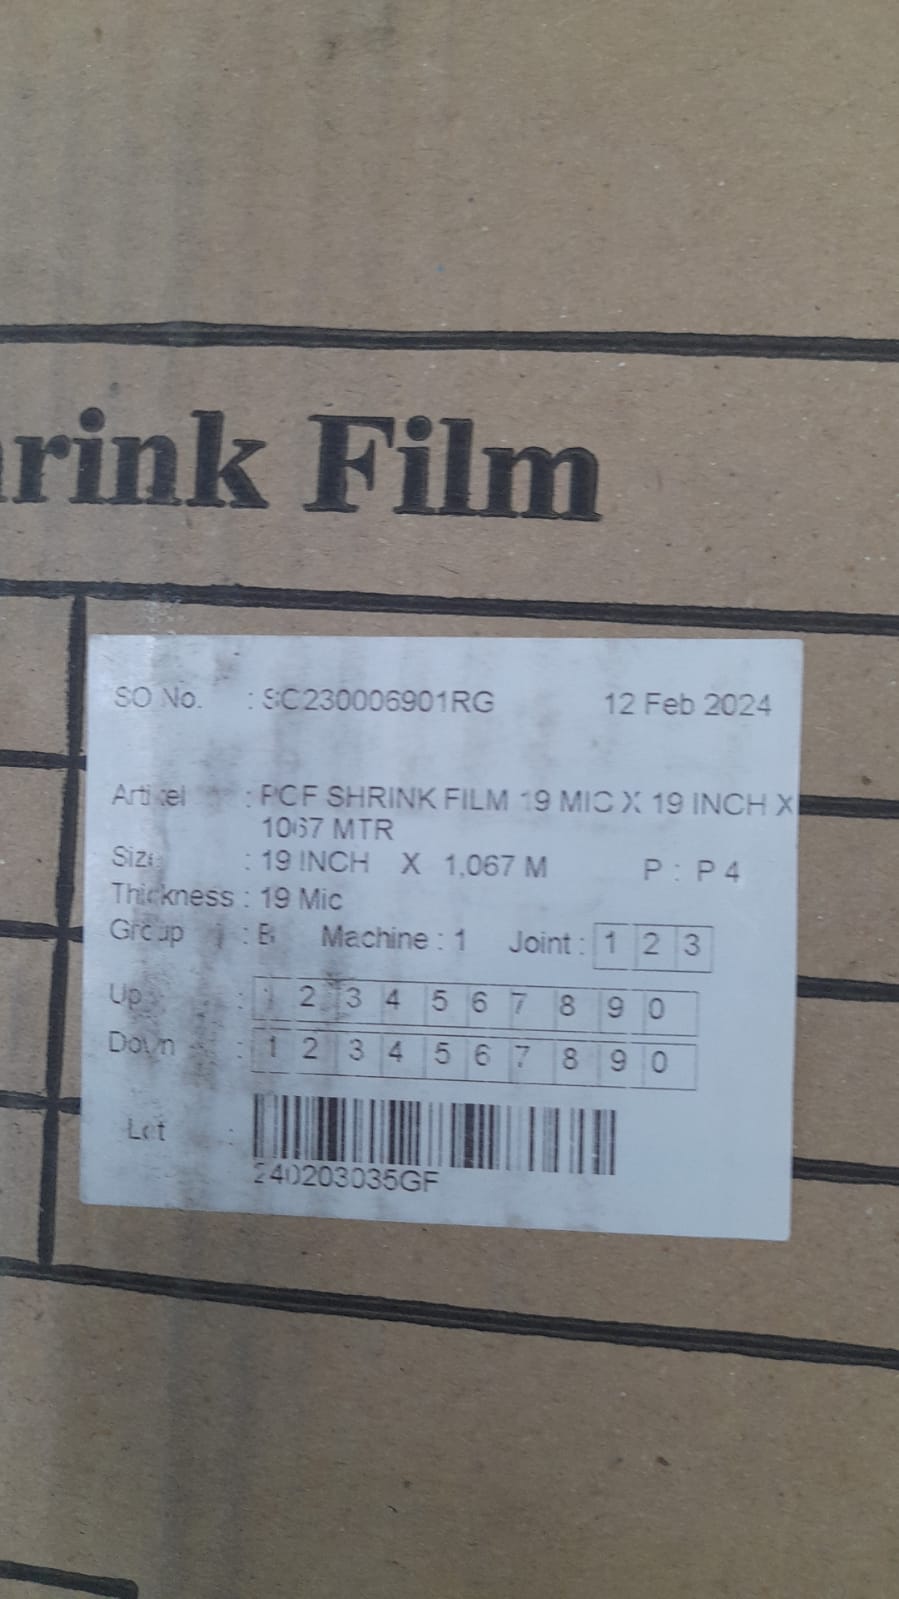 rink Film
SO No. : SC230006901RG 12 Feb 2024
Artikel : PCF SHRINK FILM 19 MIC X 19 INCH X
1067 MTR
Size : 19 INCH X 1,067 M P : P 4
Thickness : 19 Mic
Group : B Machine : 1 Joint : 1 2 3
Up : 1 2 3 4 5 6 7 8 9 0
Down : 1 2 3 4 5 6 7 8 9 0
Lot :
240203035GF